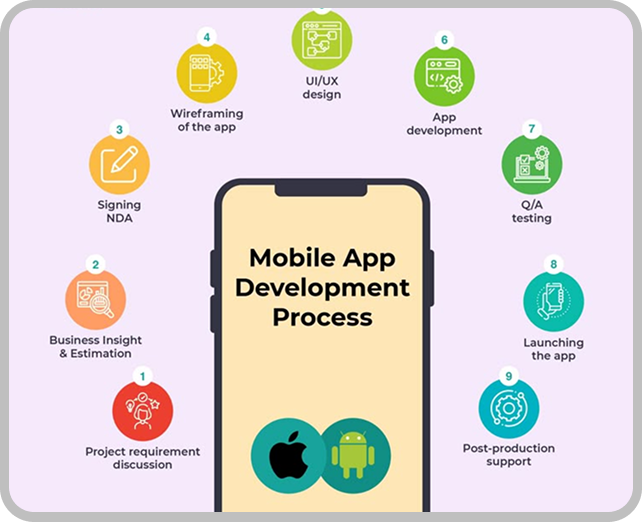 1
Project requirement
discussion
2
Business Insight
& Estimation
3
Signing
NDA
4
Wireframing
of the app
UI/UX
design
6
App
development
7
Q/A
testing
8
Launching
the app
9
Post-production
support
Mobile App
Development
Process